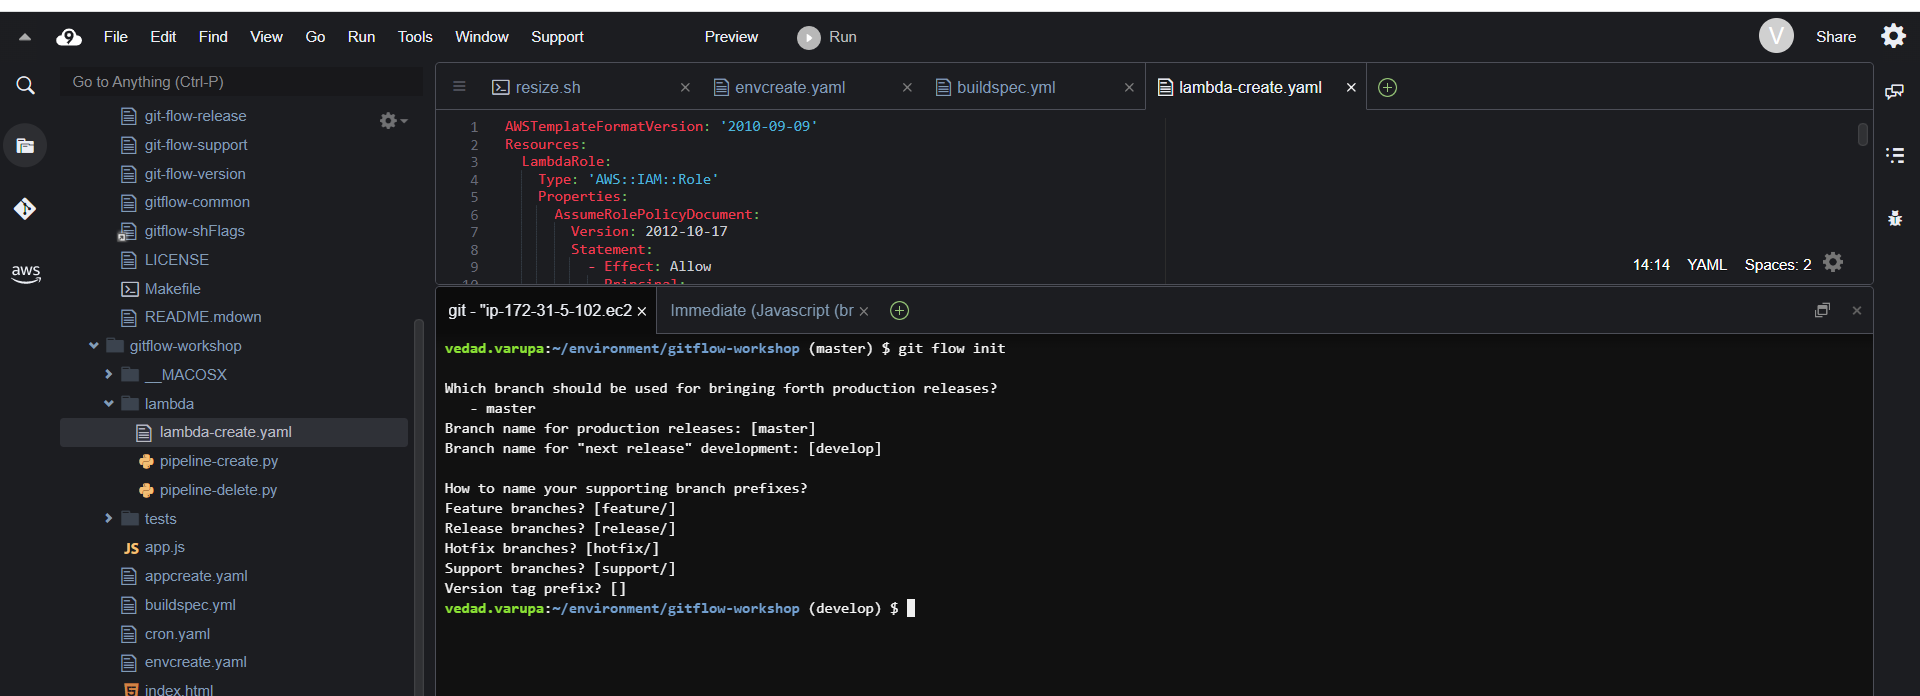 File Edit Find View Go Run Tools Window Support Preview Run V Share
Go to Anything (Ctrl-P)
resize.sh envcreate.yaml buildspec.yml lambda-create.yaml
git-flow-release
git-flow-support
git-flow-version
gitflow-common
gitflow-shFlags
LICENSE
Makefile
README.mdown
gitflow-workshop
__MACOSX
lambda
lambda-create.yaml
pipeline-create.py
pipeline-delete.py
tests
JS app.js
appcreate.yaml
buildspec.yml
cron.yaml
envcreate.yaml
index.html
aws
1 AWSTemplateFormatVersion: '2010-09-09'
2 Resources:
3 LambdaRole:
4 Type: 'AWS::IAM::Role'
5 Properties:
6 AssumeRolePolicyDocument:
7 Version: 2012-10-17
8 Statement:
9 - Effect: Allow
10 Principal:
14:14 YAML Spaces: 2
git - "ip-172-31-5-102.ec2 Immediate (Javascript (br
vedad.varupa:~/environment/gitflow-workshop (master) $ git flow init
Which branch should be used for bringing forth production releases?
- master
Branch name for production releases: [master]
Branch name for "next release" development: [develop]
How to name your supporting branch prefixes?
Feature branches? [feature/]
Release branches? [release/]
Hotfix branches? [hotfix/]
Support branches? [support/]
Version tag prefix? []
vedad.varupa:~/environment/gitflow-workshop (develop) $